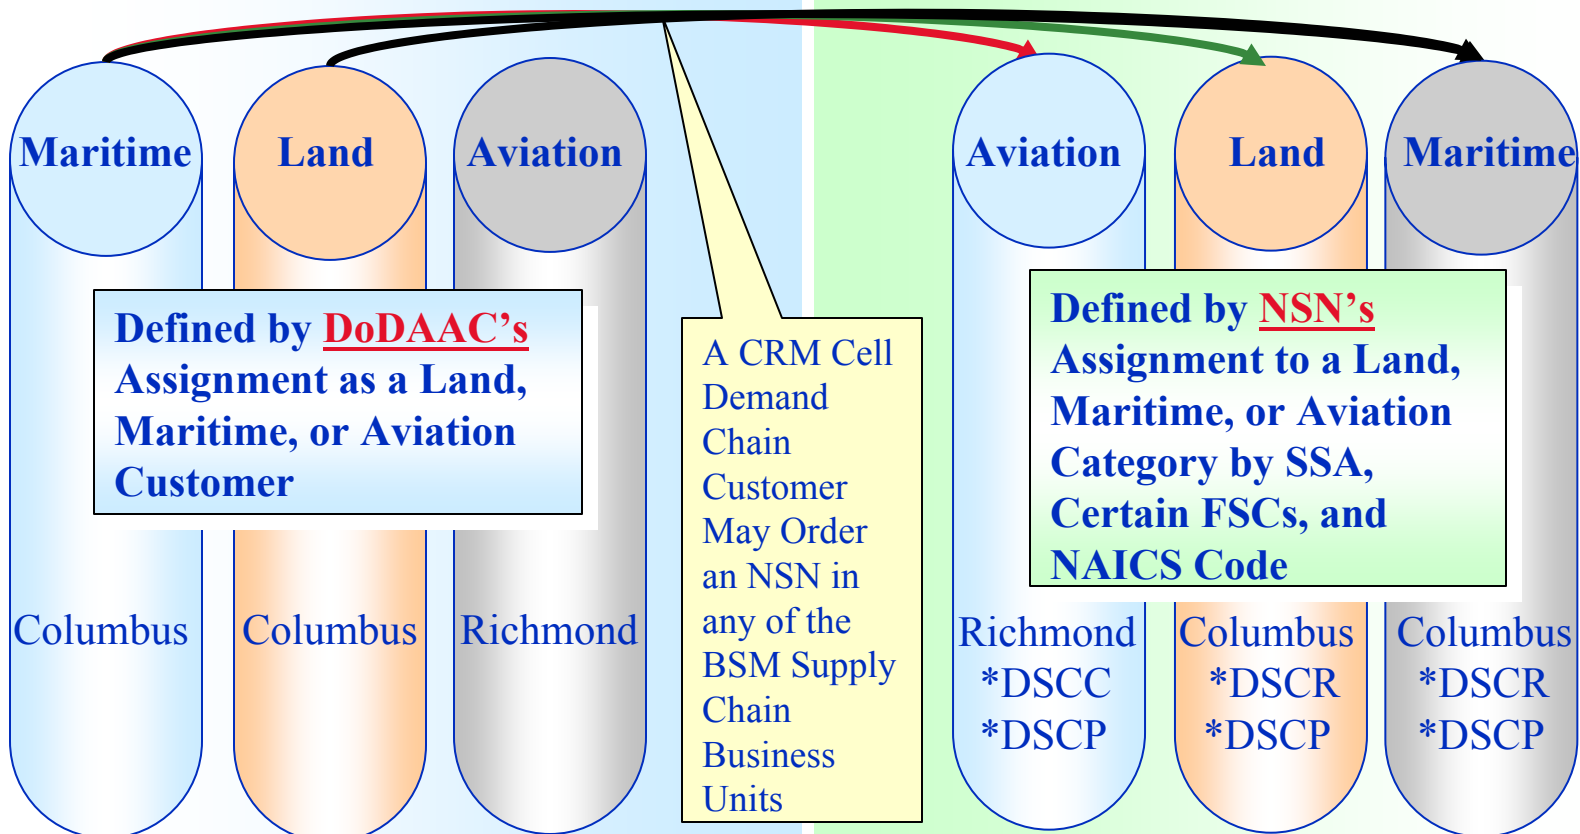 Maritime
Land
Aviation
Defined by DoDAAC’s
Assignment as a Land,
Maritime, or Aviation
Customer
Columbus
Columbus
Richmond
A CRM Cell
Demand
Chain
Customer
May Order
an NSN in
any of the
BSM Supply
Chain
Business
Units
Aviation
Land
Maritime
Defined by NSN’s
Assignment to a Land,
Maritime, or Aviation
Category by SSA,
Certain FSCs, and
NAICS Code
Richmond
*DSCC
*DSCP
Columbus
*DSCR
*DSCP
Columbus
*DSCR
*DSCP